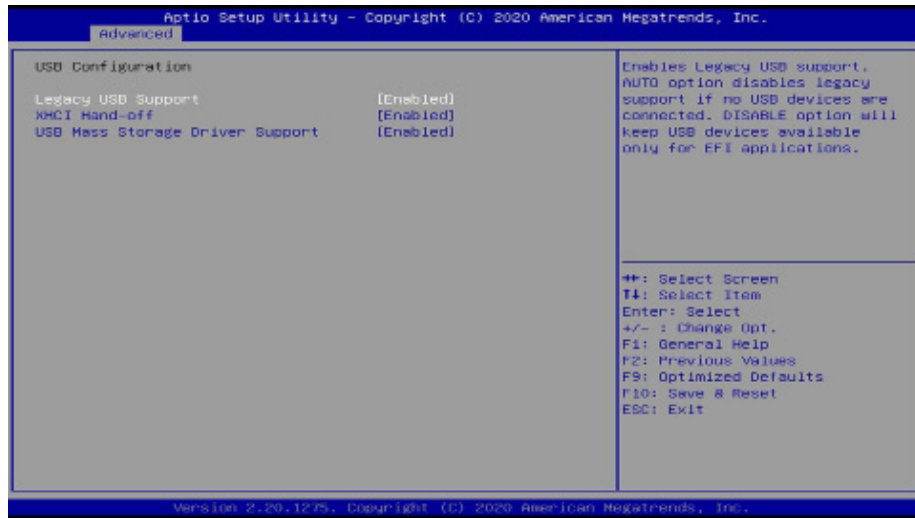 Aptio Setup Utility – Copyright (C) 2020 American Megatrends, Inc.
Advanced
USB Configuration
Legacy USB Support [Enabled]
XHCI Hand-off [Enabled]
USB Mass Storage Driver Support [Enabled]
Enables Legacy USB support.
AUTO option disables legacy
support if no USB devices are
connected. DISABLE option will
keep USB devices available
only for EFI applications.
→←: Select Screen
↑↓: Select Item
Enter: Select
+/- : Change Opt.
F1: General Help
F2: Previous Values
F9: Optimized Defaults
F10: Save & Reset
ESC: Exit
Version 2.20.1275. Copyright (C) 2020 American Megatrends, Inc.